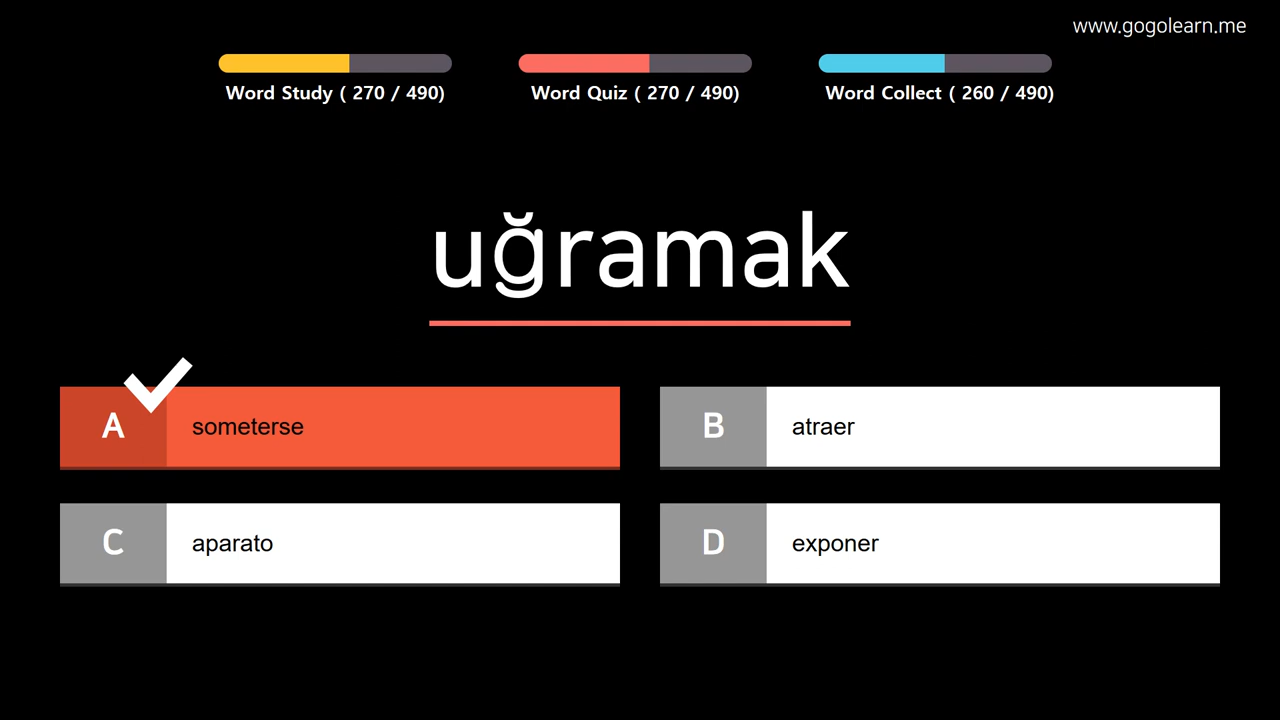 www.gogolearn.me
Word Study ( 270 / 490)
Word Quiz ( 270 / 490)
Word Collect ( 260 / 490)
uğramak
A someterse
B atraer
C aparato
D exponer